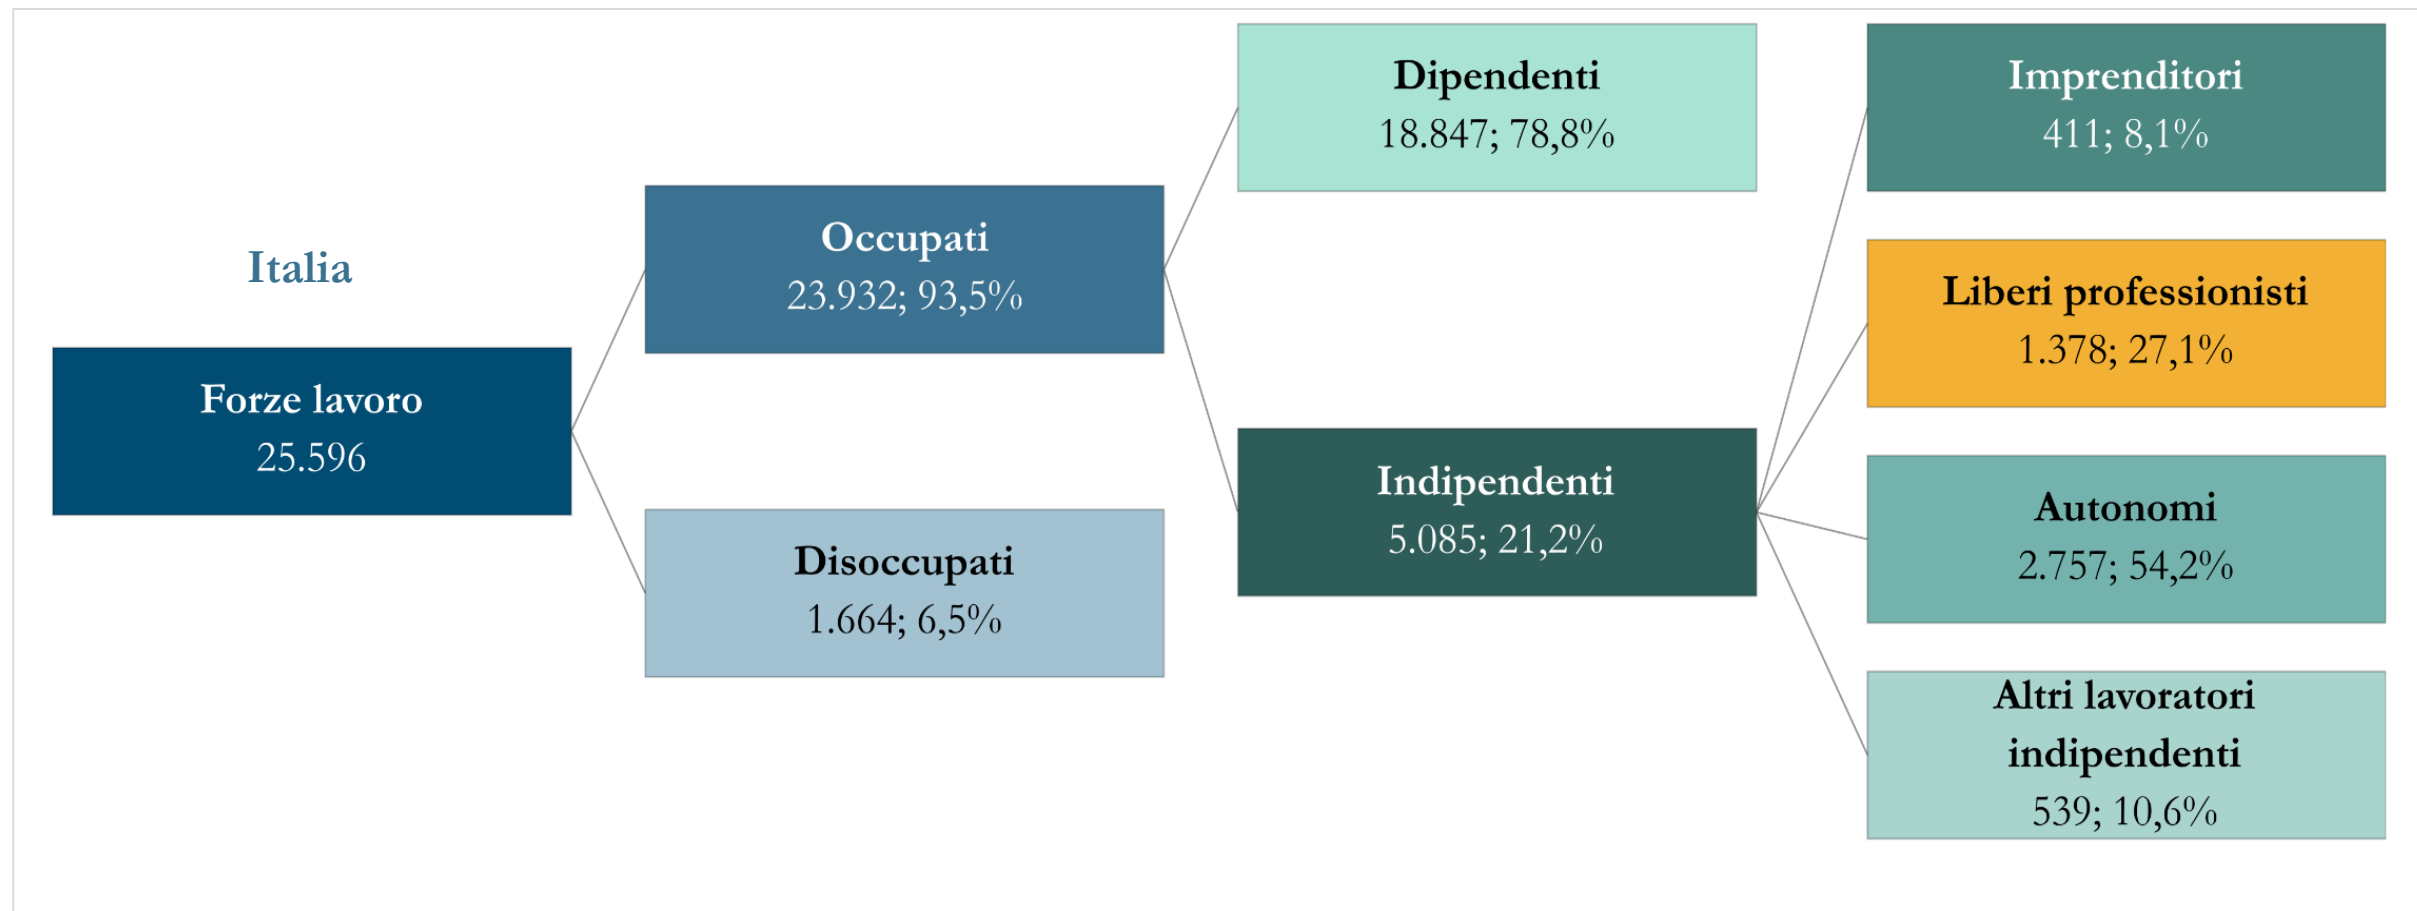 Italia
Forze lavoro
25.596
Occupati
23.932; 93,5%
Disoccupati
1.664; 6,5%
Dipendenti
18.847; 78,8%
Indipendenti
5.085; 21,2%
Imprenditori
411; 8,1%
Liberi professionisti
1.378; 27,1%
Autonomi
2.757; 54,2%
Altri lavoratori
indipendenti
539; 10,6%